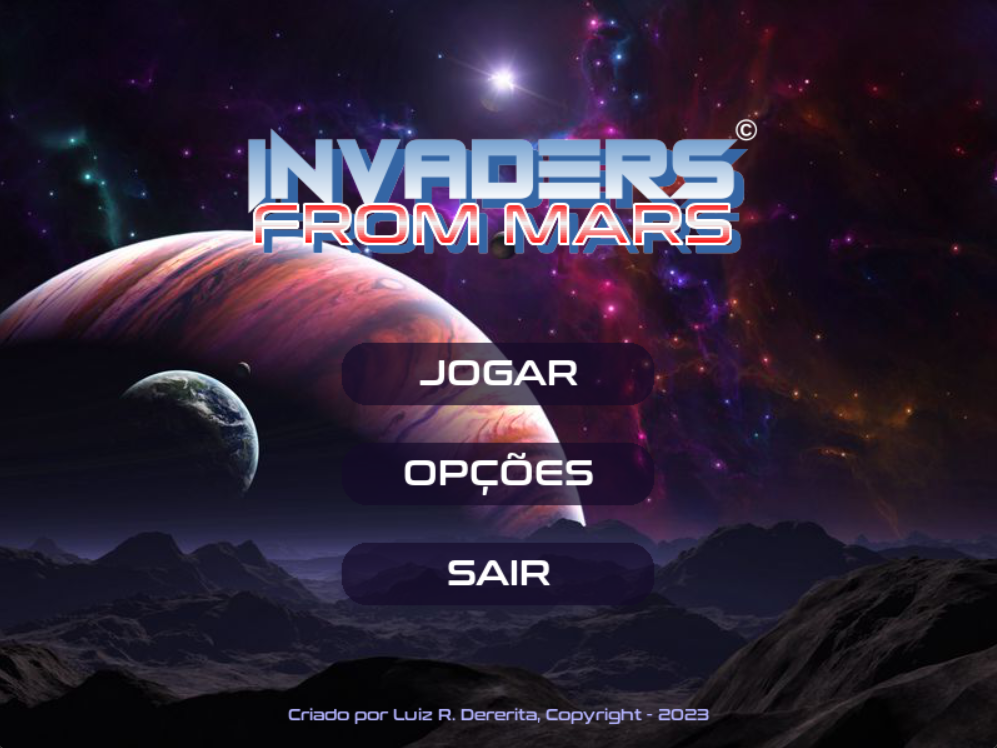 ©
INVADERS
FROM MARS
JOGAR
OPÇÕES
SAIR
Criado por Luiz R. Dererita, Copyright - 2023